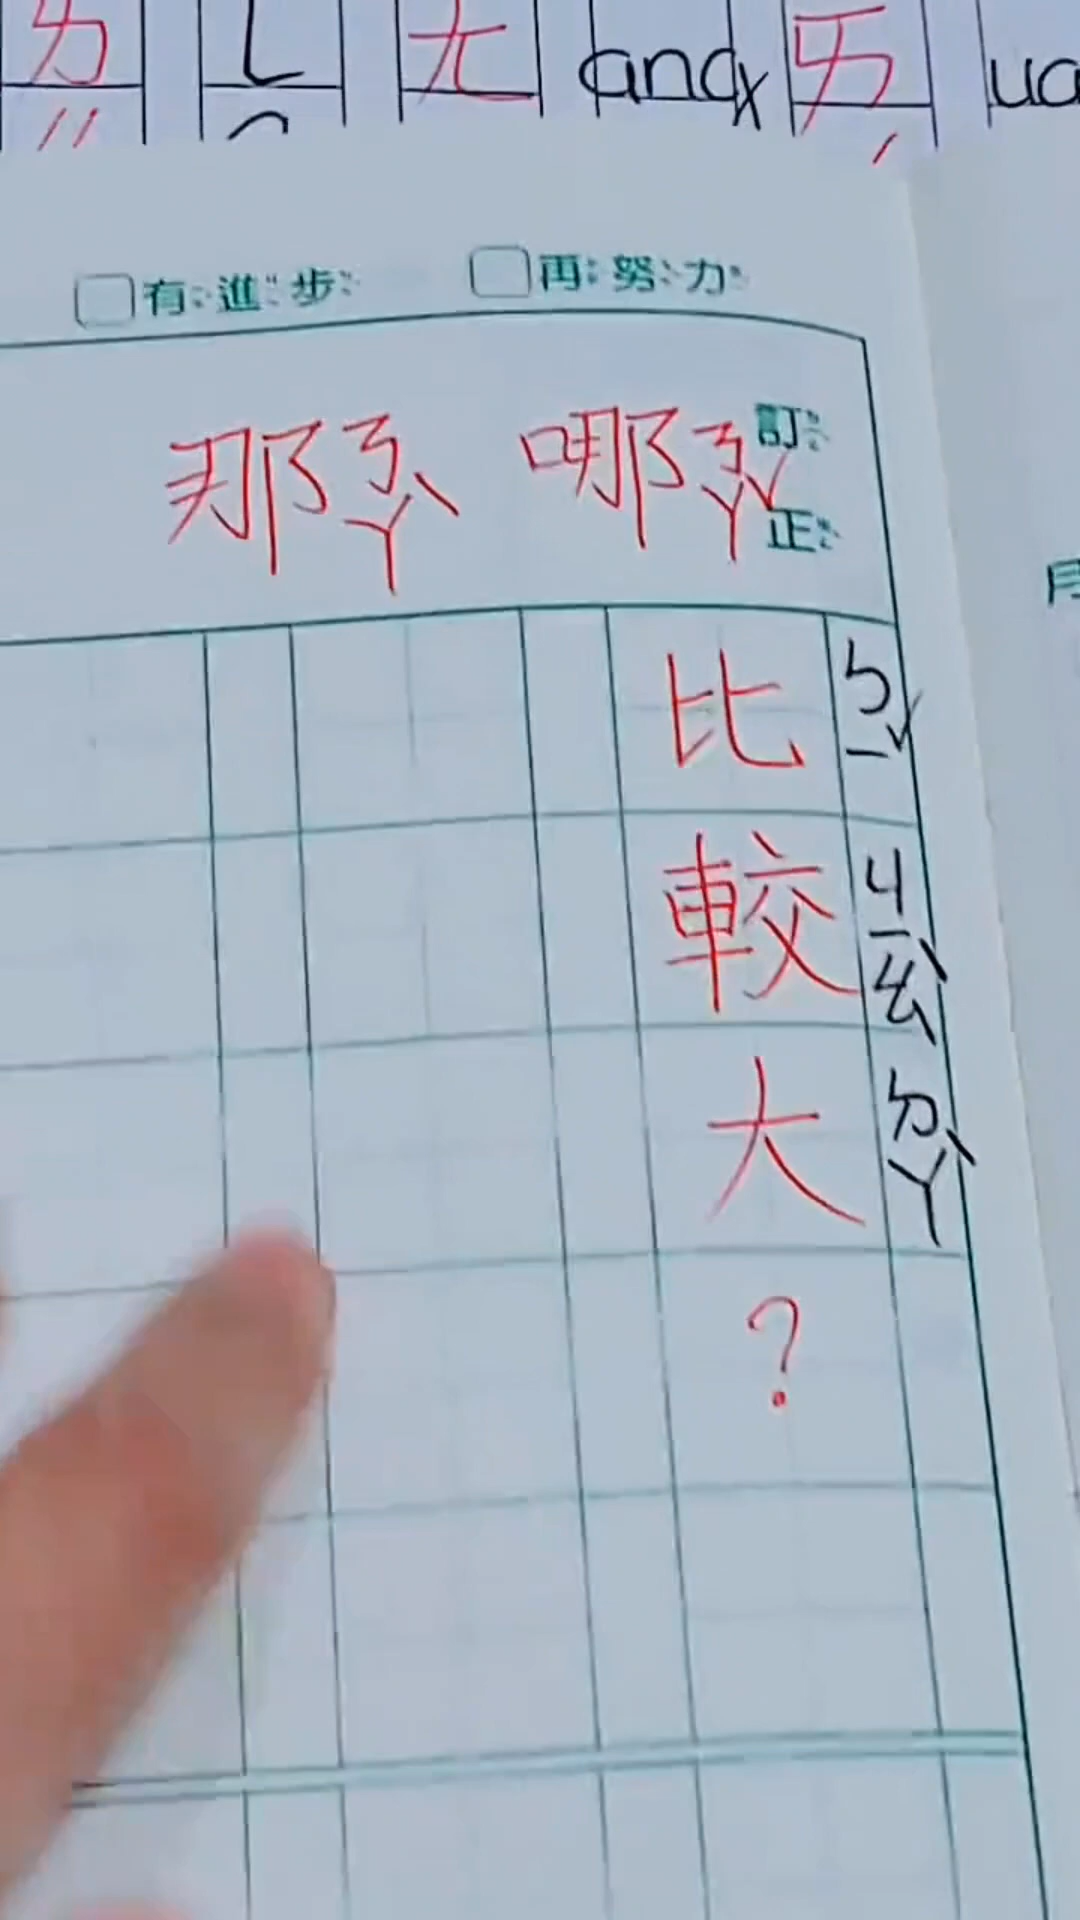 ㄌ ㄤ and ㄞ
有 進 步 再 努 力
那ㄋㄚˋ 哪ㄋㄚˇ
訂
正
比ㄅㄧˇ
較ㄐㄧㄠˋ
大ㄉㄚˋ
?